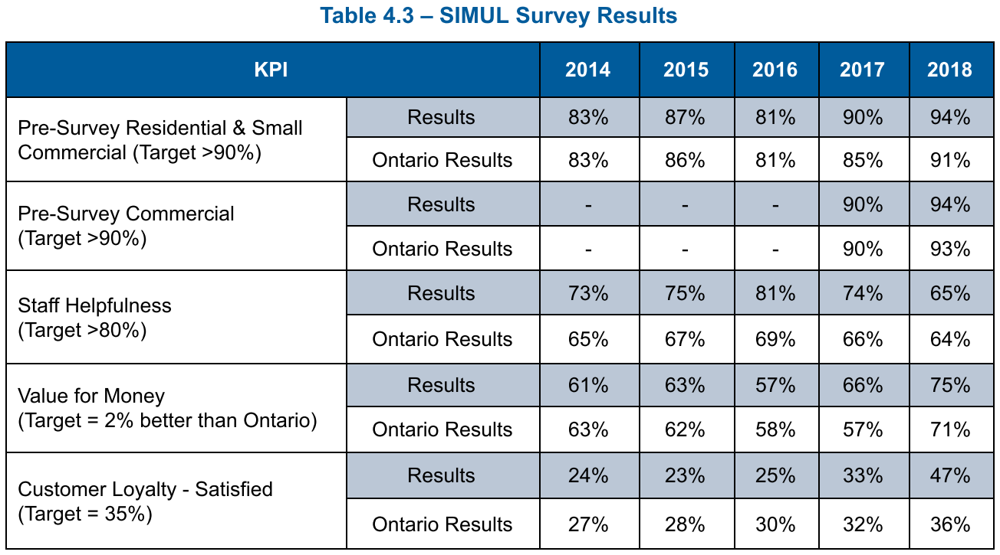 Table 4.3 – SIMUL Survey Results
KPI 2014 2015 2016 2017 2018
Pre-Survey Residential & Small
Commercial (Target >90%)
Results 83% 87% 81% 90% 94%
Ontario Results 83% 86% 81% 85% 91%
Pre-Survey Commercial
(Target >90%)
Results - - - 90% 94%
Ontario Results - - - 90% 93%
Staff Helpfulness
(Target >80%)
Results 73% 75% 81% 74% 65%
Ontario Results 65% 67% 69% 66% 64%
Value for Money
(Target = 2% better than Ontario)
Results 61% 63% 57% 66% 75%
Ontario Results 63% 62% 58% 57% 71%
Customer Loyalty - Satisfied
(Target = 35%)
Results 24% 23% 25% 33% 47%
Ontario Results 27% 28% 30% 32% 36%